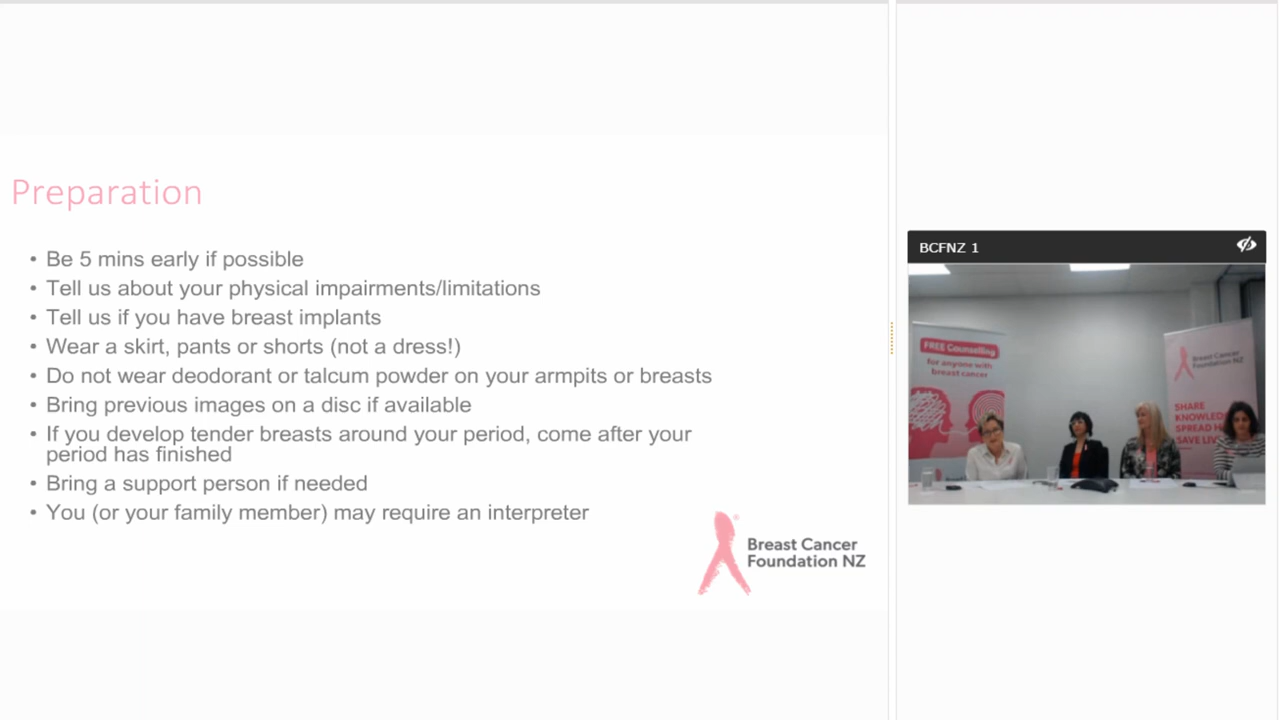 Preparation
• Be 5 mins early if possible
• Tell us about your physical impairments/limitations
• Tell us if you have breast implants
• Wear a skirt, pants or shorts (not a dress!)
• Do not wear deodorant or talcum powder on your armpits or breasts
• Bring previous images on a disc if available
• If you develop tender breasts around your period, come after your
period has finished
• Bring a support person if needed
• You (or your family member) may require an interpreter
Breast Cancer
Foundation NZ
BCFNZ 1
FREE Counselling
for anyone with
breast cancer
Breast Cancer
Foundation NZ
SHARE
KNOWLED
SPREAD H
SAVE LIV